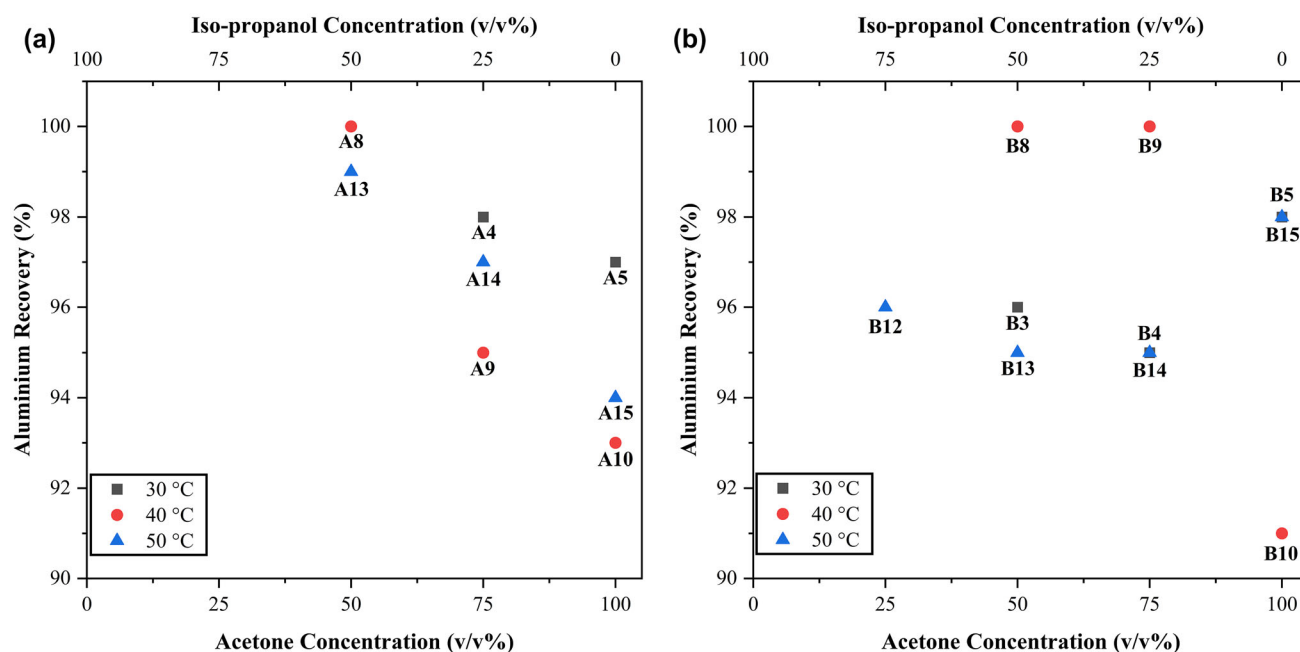 (a)
Iso-propanol Concentration (v/v%)
100 75 50 25 0
Aluminium Recovery (%)
100
98
96
94
92
90
A8
A13
A4
A14
A5
A9
A15
A10
30 °C
40 °C
50 °C
0 25 50 75 100
Acetone Concentration (v/v%)
(b)
Iso-propanol Concentration (v/v%)
100 75 50 25 0
Aluminium Recovery (%)
100
98
96
94
92
90
B8 B9
B5
B15
B12
B3
B4
B13 B14
B10
30 °C
40 °C
50 °C
0 25 50 75 100
Acetone Concentration (v/v%)